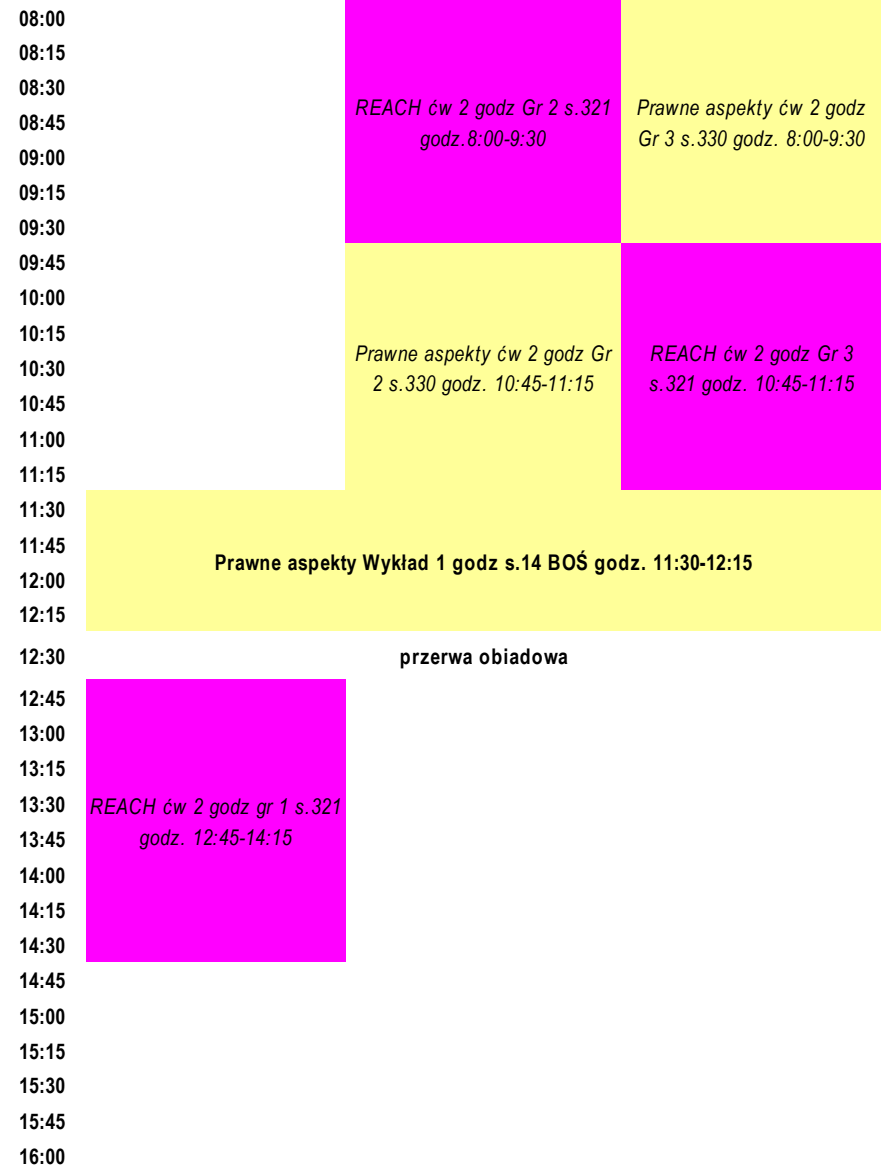 08:00
08:15
08:30
08:45
09:00
09:15
09:30
REACH ćw 2 godz Gr 2 s.321
godz.8:00-9:30
Prawne aspekty ćw 2 godz
Gr 3 s.330 godz. 8:00-9:30
09:45
10:00
10:15
10:30
10:45
11:00
11:15
Prawne aspekty ćw 2 godz Gr
2 s.330 godz. 10:45-11:15
REACH ćw 2 godz Gr 3
s.321 godz. 10:45-11:15
11:30
11:45
12:00
12:15
Prawne aspekty Wykład 1 godz s.14 BOŚ godz. 11:30-12:15
12:30
przerwa obiadowa
12:45
13:00
13:15
13:30
13:45
14:00
14:15
14:30
REACH ćw 2 godz gr 1 s.321
godz. 12:45-14:15
14:45
15:00
15:15
15:30
15:45
16:00